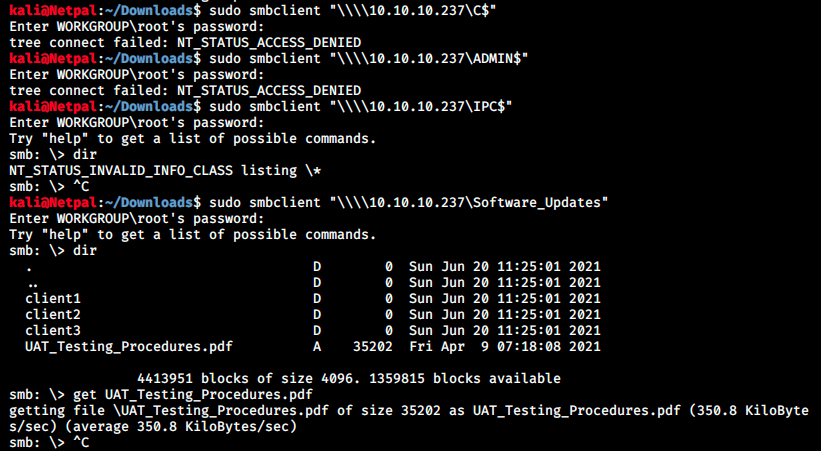 kali@Netpal:~/Downloads$ sudo smbclient "\\\\10.10.10.237\C$"
Enter WORKGROUP\root's password:
tree connect failed: NT_STATUS_ACCESS_DENIED
kali@Netpal:~/Downloads$ sudo smbclient "\\\\10.10.10.237\ADMIN$"
Enter WORKGROUP\root's password:
tree connect failed: NT_STATUS_ACCESS_DENIED
kali@Netpal:~/Downloads$ sudo smbclient "\\\\10.10.10.237\IPC$"
Enter WORKGROUP\root's password:
Try "help" to get a list of possible commands.
smb: \> dir
NT_STATUS_INVALID_INFO_CLASS listing \*
smb: \> ^C
kali@Netpal:~/Downloads$ sudo smbclient "\\\\10.10.10.237\Software_Updates"
Enter WORKGROUP\root's password:
Try "help" to get a list of possible commands.
smb: \> dir
  .                                   D        0  Sun Jun 20 11:25:01 2021
  ..                                  D        0  Sun Jun 20 11:25:01 2021
  client1                             D        0  Sun Jun 20 11:25:01 2021
  client2                             D        0  Sun Jun 20 11:25:01 2021
  client3                             D        0  Sun Jun 20 11:25:01 2021
  UAT_Testing_Procedures.pdf          A    35202  Fri Apr  9 07:18:08 2021
                4413951 blocks of size 4096. 1359815 blocks available
smb: \> get UAT_Testing_Procedures.pdf
getting file \UAT_Testing_Procedures.pdf of size 35202 as UAT_Testing_Procedures.pdf (350.8 KiloByte
s/sec) (average 350.8 KiloBytes/sec)
smb: \> ^C